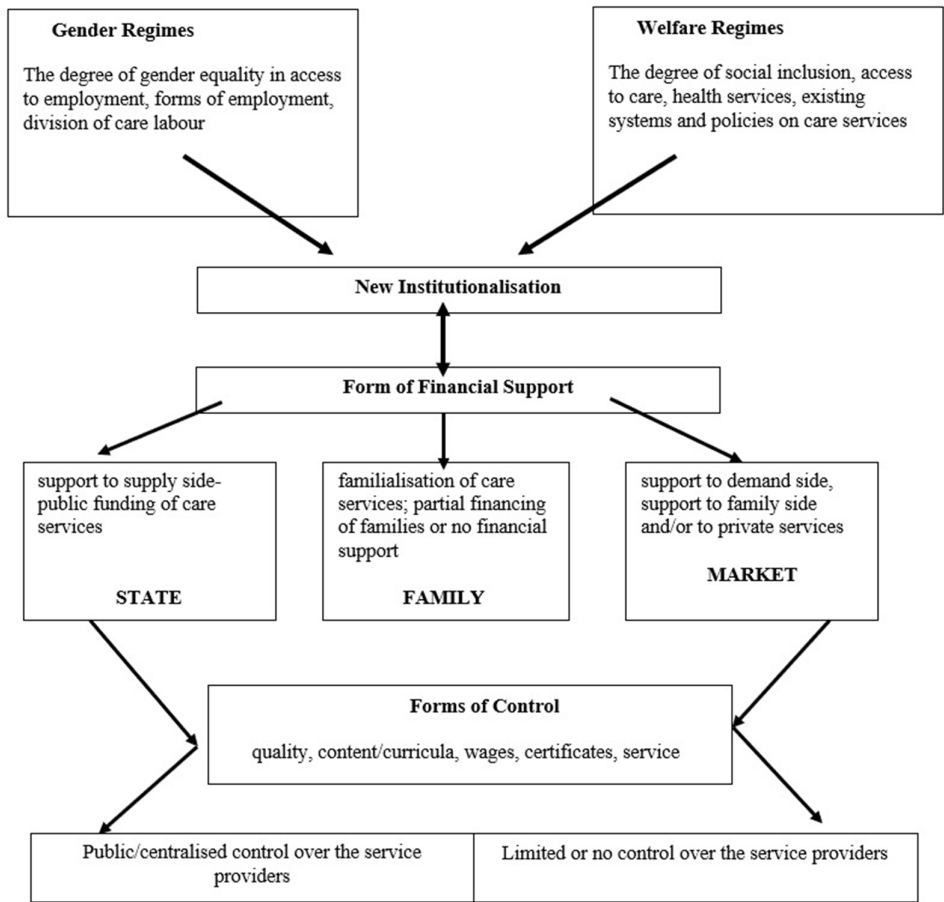 Gender Regimes
The degree of gender equality in access
to employment, forms of employment,
division of care labour
Welfare Regimes
The degree of social inclusion, access
to care, health services, existing
systems and policies on care services
New Institutionalisation
Form of Financial Support
support to supply side-
public funding of care
services
STATE
familialisation of care
services; partial financing
of families or no financial
support
FAMILY
support to demand side,
support to family side
and/or to private services
MARKET
Forms of Control
quality, content/curricula, wages, certificates, service
Public/centralised control over the service
providers
Limited or no control over the service providers